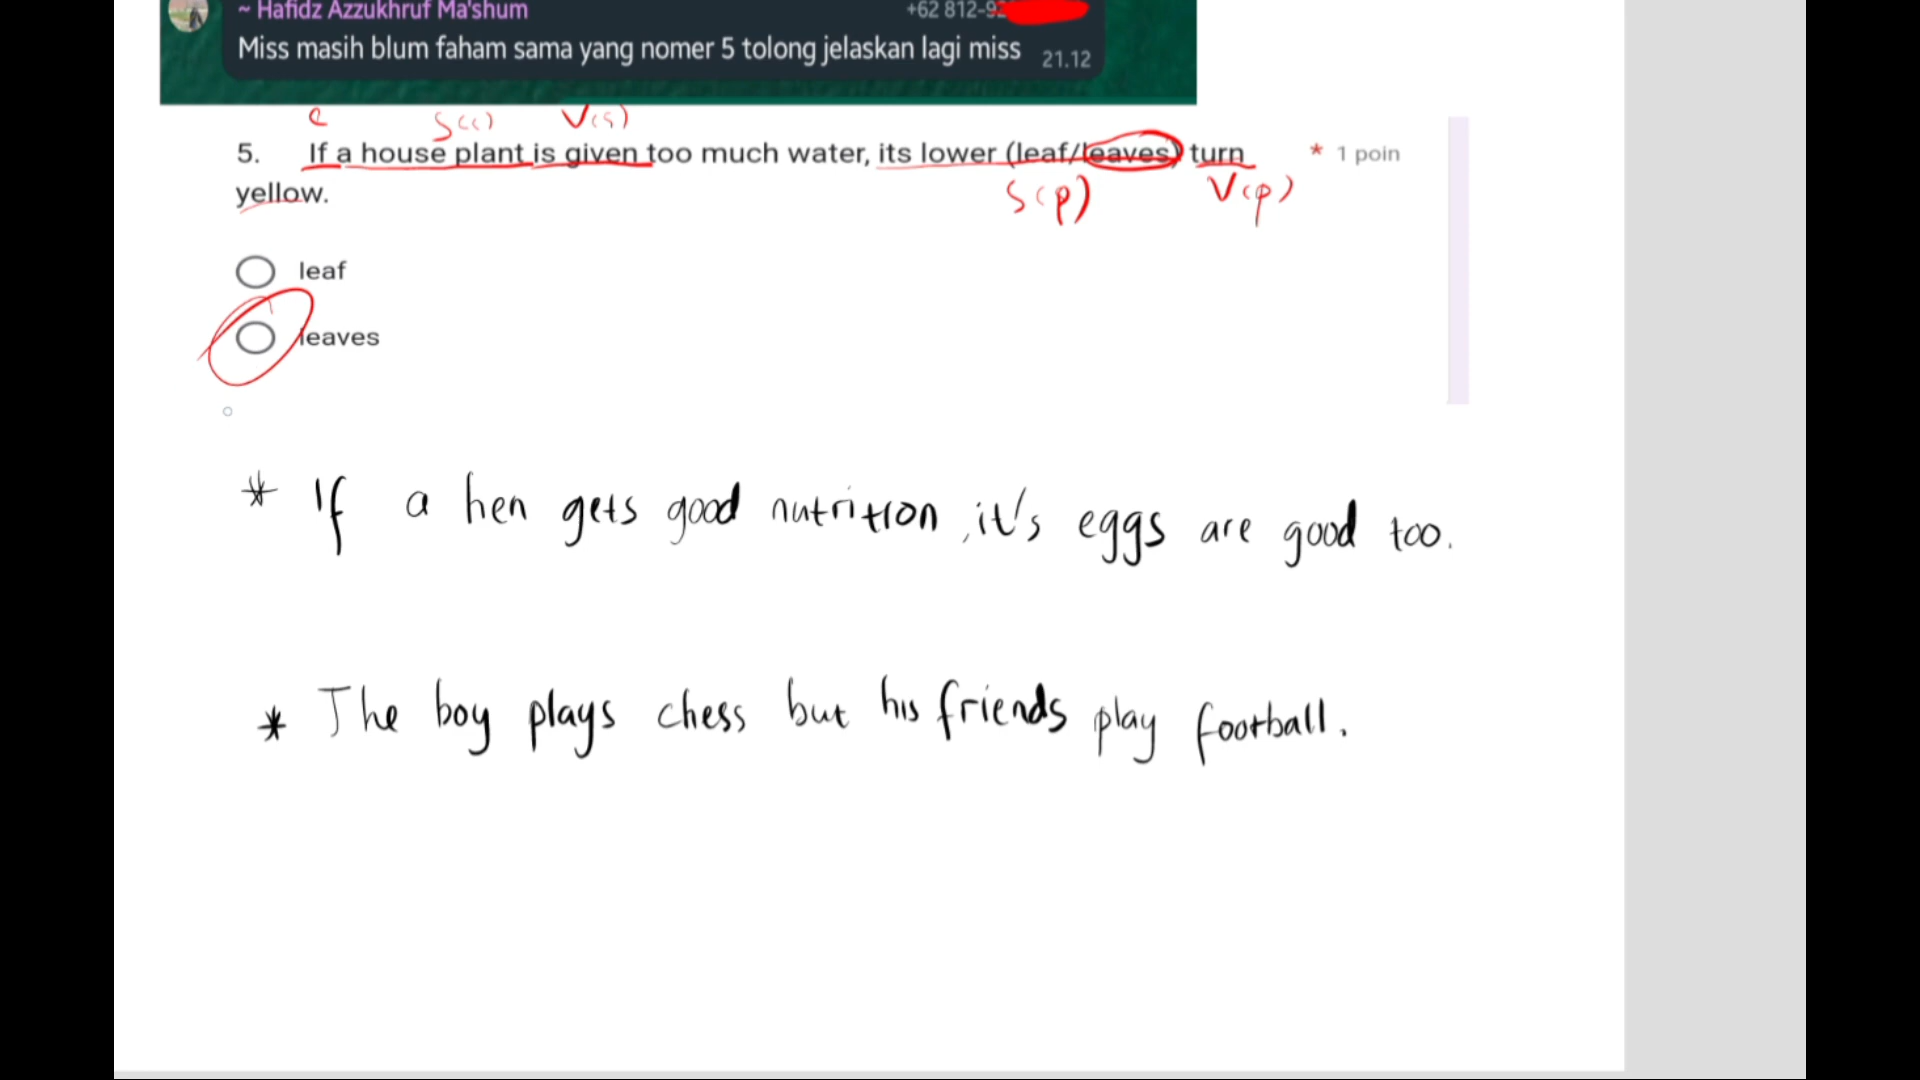 ~ Hafidz Azzukhruf Ma'shum +62 812-9
Miss masih blum faham sama yang nomer 5 tolong jelaskan lagi miss 21.12
c S(s) V(s)
5. If a house plant is given too much water, its lower (leaf/leaves) turn * 1 poin
yellow.
S(p) V(p)
leaf
leaves
* If a hen gets good nutrition, it's eggs are good too.
* The boy plays chess but his friends play football.